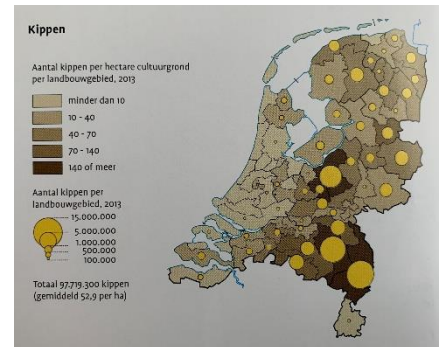 Kippen
Aantal kippen per hectare cultuurgrond
per landbouwgebied, 2013
minder dan 10
10 - 40
40 - 70
70 - 140
140 of meer
Aantal kippen per
landbouwgebied, 2013
15.000.000
5.000.000
1.000.000
500.000
100.000
Totaal 97.719.300 kippen
(gemiddeld 52,9 per ha)